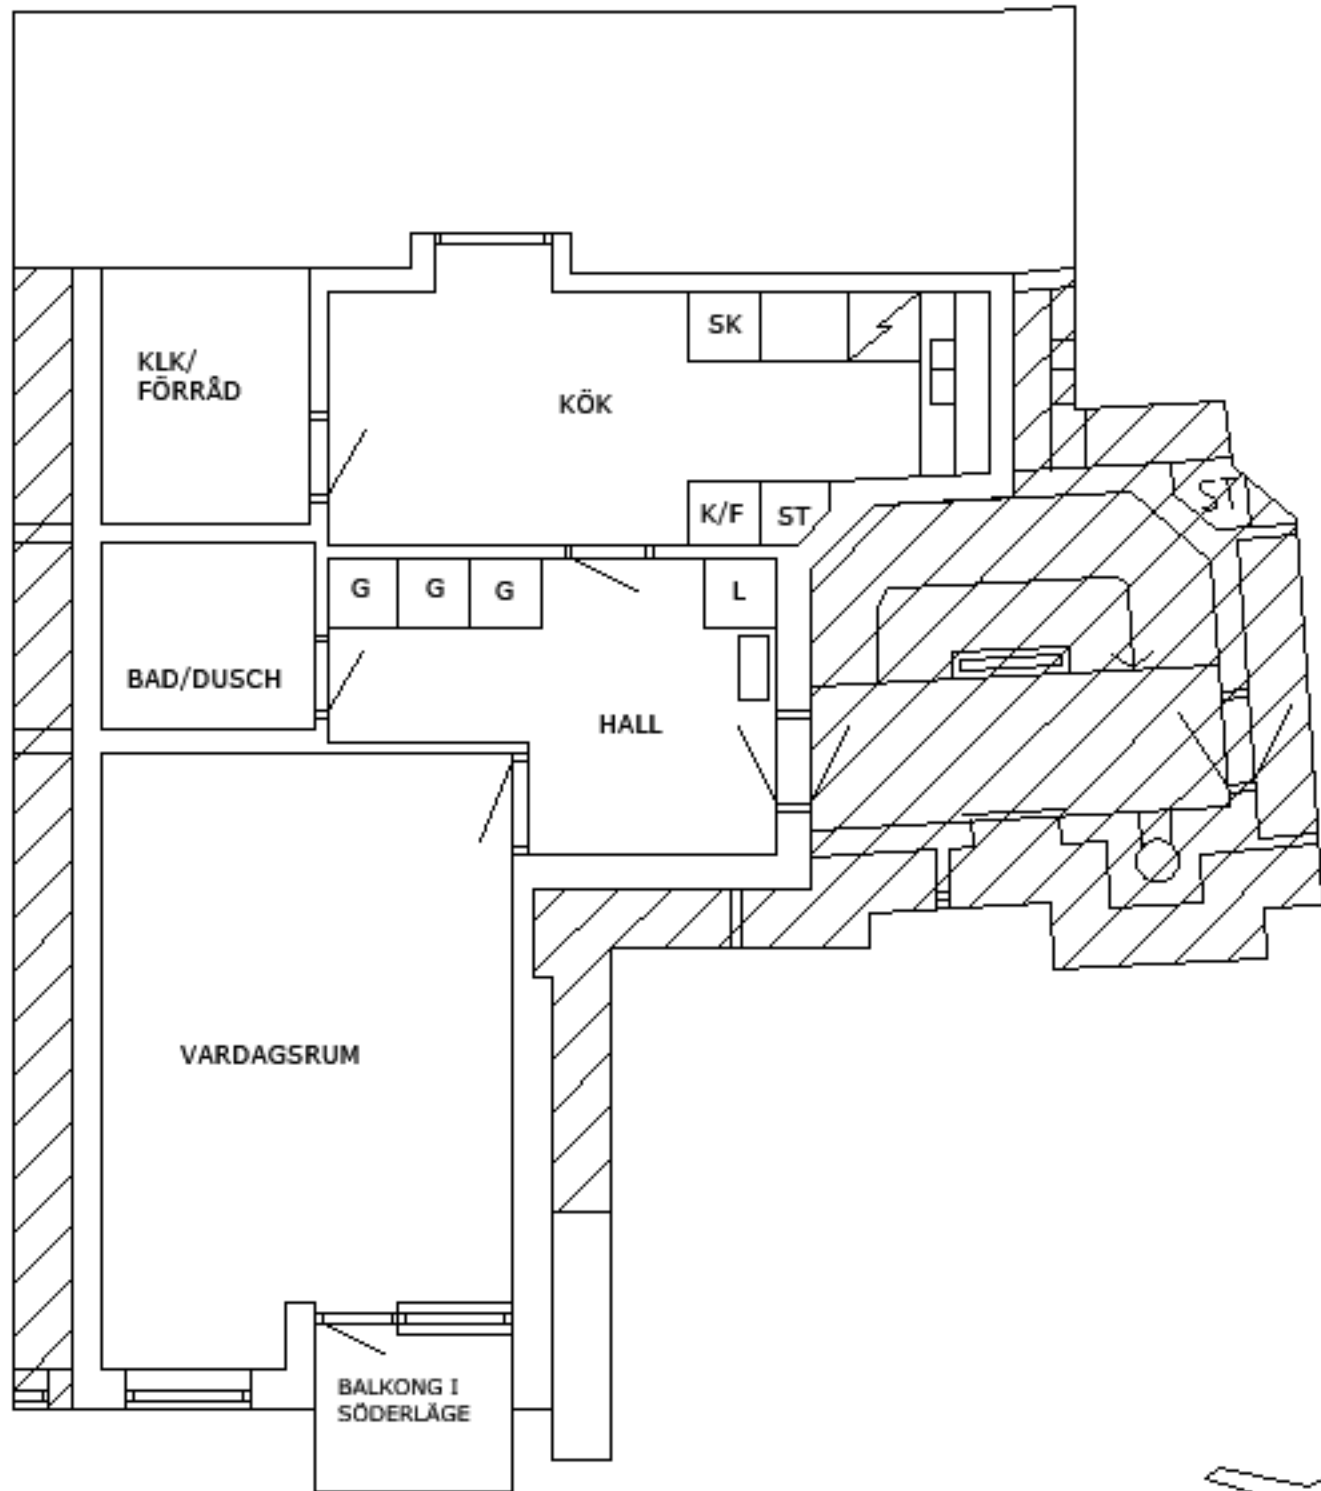 SK
KLK/
FÖRRÅD
KÖK
K/F
ST
ST
G
G
G
L
BAD/DUSCH
HALL
VARDAGSRUM
BALKONG I
SÖDERLÄGE